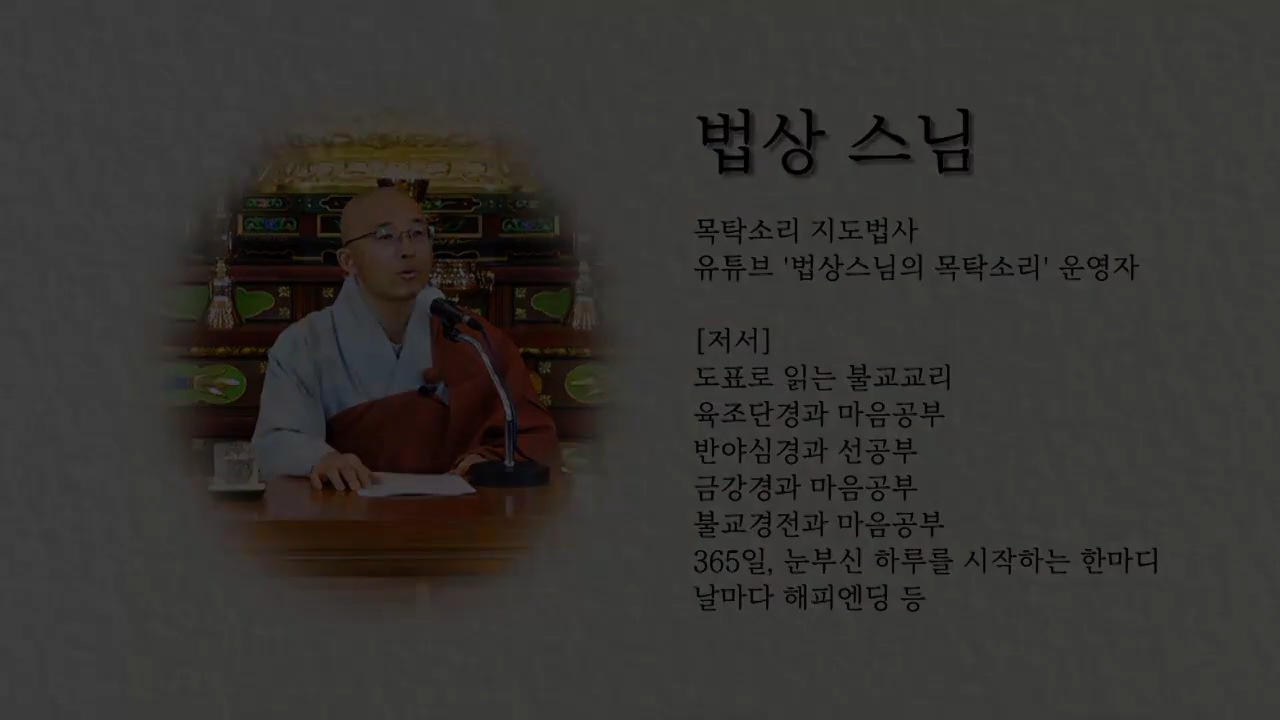 법상 스님
목탁소리 지도법사
유튜브 '법상스님의 목탁소리' 운영자
[저서]
도표로 읽는 불교교리
육조단경과 마음공부
반야심경과 선공부
금강경과 마음공부
불교경전과 마음공부
365일, 눈부신 하루를 시작하는 한마디
날마다 해피엔딩 등